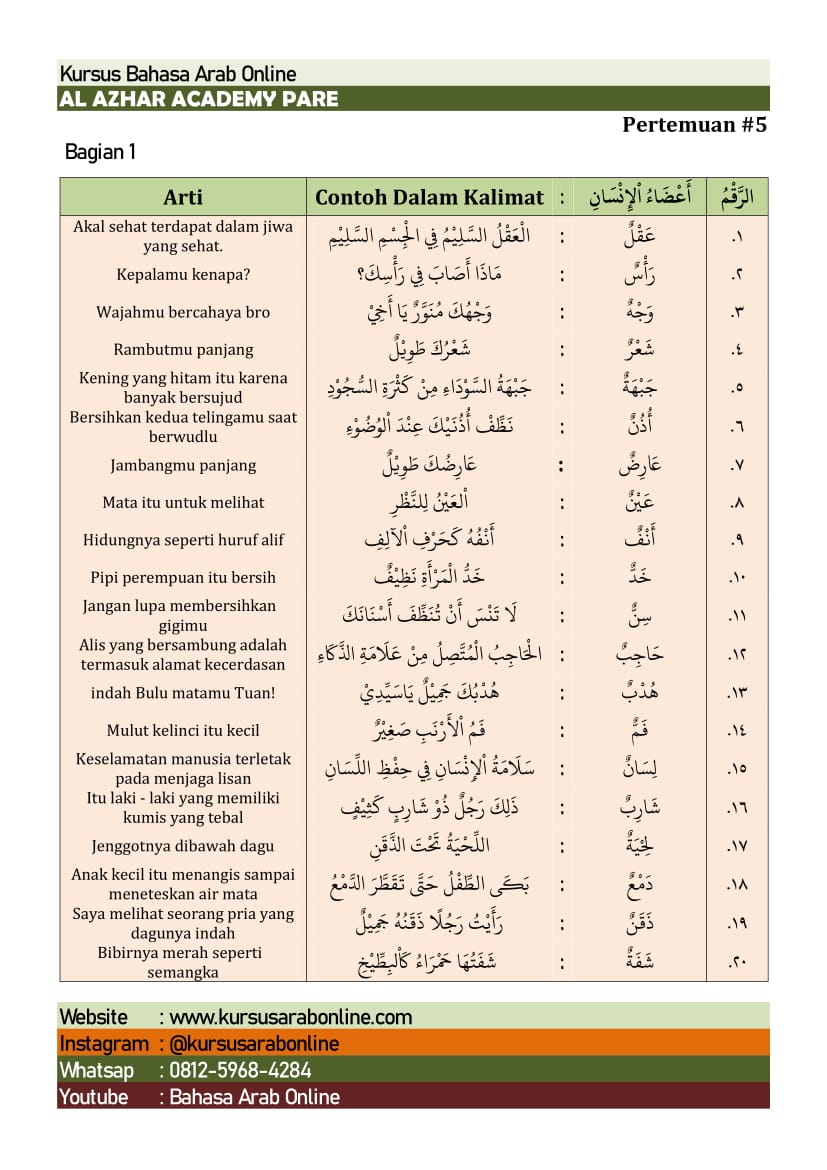 Kursus Bahasa Arab Online
AL AZHAR ACADEMY PARE
Pertemuan #5
Bagian 1
الرَّقْمُ أَعْضَاءُ الْإِنْسَانِ : Contoh Dalam Kalimat Arti
١. عَقْلٌ : الْعَقْلُ السَّلِيْمُ فِي الْجِسْمِ السَّلِيْمِ Akal sehat terdapat dalam jiwa
yang sehat.
٢. رَأْسٌ : مَاذَا أَصَابَ فِي رَأْسِكَ؟ Kepalamu kenapa?
٣. وَجْهٌ : وَجْهُكَ مُنَوَّرٌ يَا أَخِيْ Wajahmu bercahaya bro
٤. شَعْرٌ : شَعْرُكَ طَوِيْلٌ Rambutmu panjang
٥. جَبْهَةٌ : جَبْهَةُ السَّوْدَاءِ مِنْ كَثْرَةِ السُّجُوْدِ Kening yang hitam itu karena
banyak bersujud
٦. أُذُنٌ : نَظِّفْ أُذُنَيْكَ عِنْدَ الْوُضُوْءِ Bersihkan kedua telingamu saat
berwudlu
٧. عَارِضٌ : عَارِضُكَ طَوِيْلٌ Jambangmu panjang
٨. عَيْنٌ : اْلعَيْنُ لِلنَّظْرِ Mata itu untuk melihat
٩. أَنْفٌ : أَنْفُهُ كَحَرْفِ الْآلِفِ Hidungnya seperti huruf alif
١٠. خَدٌّ : خَدُّ الْمَرْأَةِ نَظِيْفٌ Pipi perempuan itu bersih
١١. سِنٌّ : لَا تَنْسَ أَنْ تُنَظِّفَ أَسْنَانَكَ Jangan lupa membersihkan
gigimu
١٢. حَاجِبٌ : الْحَاجِبُ الْمُتَّصِلُ مِنْ عَلَامَةِ الذَّكَاءِ Alis yang bersambung adalah
termasuk alamat kecerdasan
١٣. هُدْبٌ : هُدْبُكَ جَمِيْلٌ يَاسَيِّدِيْ indah Bulu matamu Tuan!
١٤. فَمٌّ : فَمُ الْأَرْنَبِ صَغِيْرٌ Mulut kelinci itu kecil
١٥. لِسَانٌ : سَلَامَةُ الْإِنْسَانِ فِي حِفْظِ اللِّسَانِ Keselamatan manusia terletak
pada menjaga lisan
١٦. شَارِبٌ : ذَلِكَ رَجُلٌ ذُوْ شَارِبٍ كَثِيْفٍ Itu laki - laki yang memiliki
kumis yang tebal
١٧. لِحْيَةٌ : اللِّحْيَةُ تَحْتَ الذَّقَنِ Jenggotnya dibawah dagu
١٨. دَمْعٌ : بَكَى الطِّفْلُ حَتَّى تَقَطَّرَ الدَّمْعُ Anak kecil itu menangis sampai
meneteskan air mata
١٩. ذَقَنٌ : رَأَيْتُ رَجُلًا ذَقَنُهُ جَمِيْلٌ Saya melihat seorang pria yang
dagunya indah
٢٠. شَفَةٌ : شَفَتُهَا حَمْرَاءُ كَالْبِطِّيْخِ Bibirnya merah seperti
semangka
Website : www.kursusarabonline.com
Instagram : @kursusarabonline
Whatsap : 0812-5968-4284
Youtube : Bahasa Arab Online